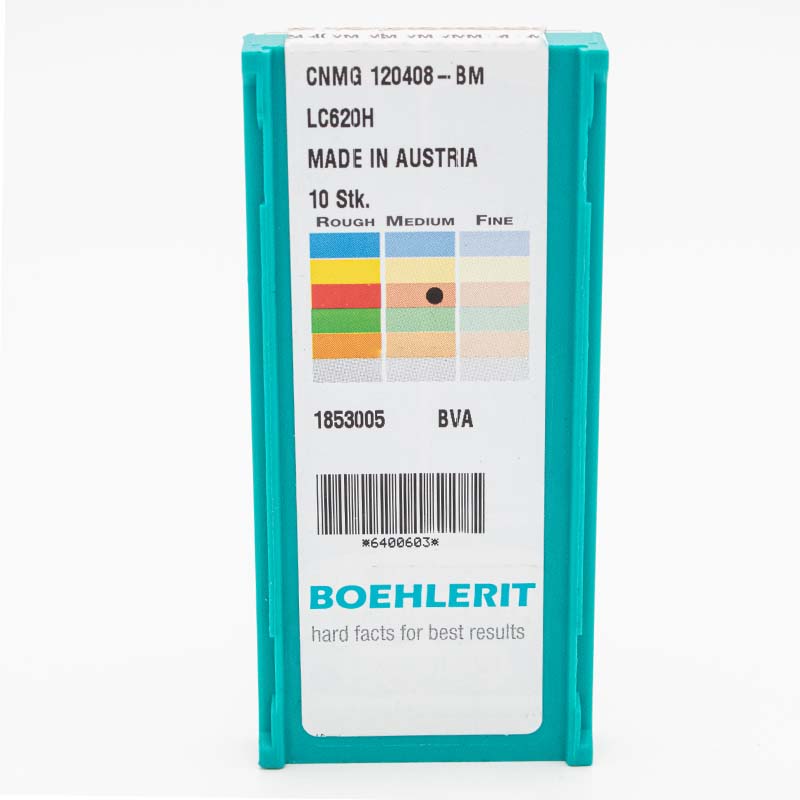 CNMG 120408-BM
LC620H
MADE IN AUSTRIA
10 Stk.
ROUGH MEDIUM FINE
1853005 BVA
*6400603*
BOEHLERIT
hard facts for best results